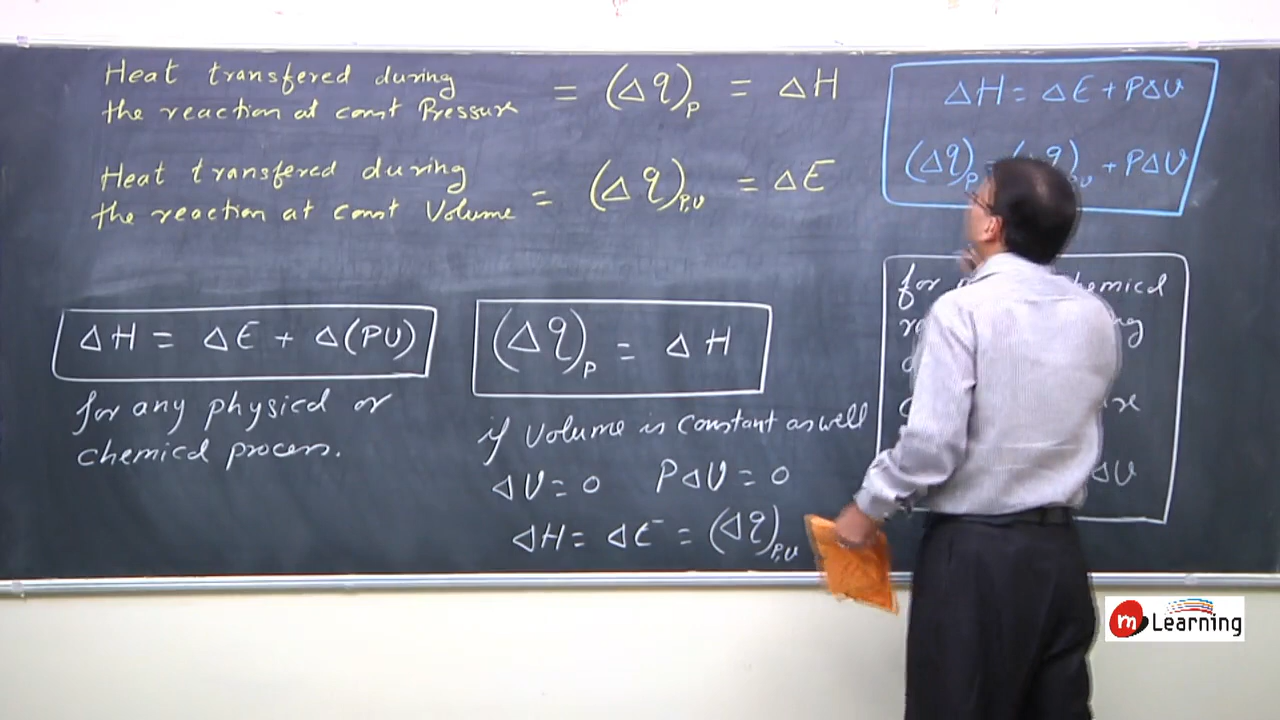 Heat transfered during
the reaction at const Pressure = (Δq)P = ΔH
Heat transfered during
the reaction at const Volume = (Δq)P,V = ΔE
ΔH = ΔE + Δ(PV)
for any physical or
chemical process.
(Δq)P = ΔH
if volume is constant as well
ΔV = 0 PΔV = 0
ΔH = ΔE = (Δq)P,V
ΔH = ΔE + PΔV
(Δq)P = + PΔV
for
ΔV
m Learning